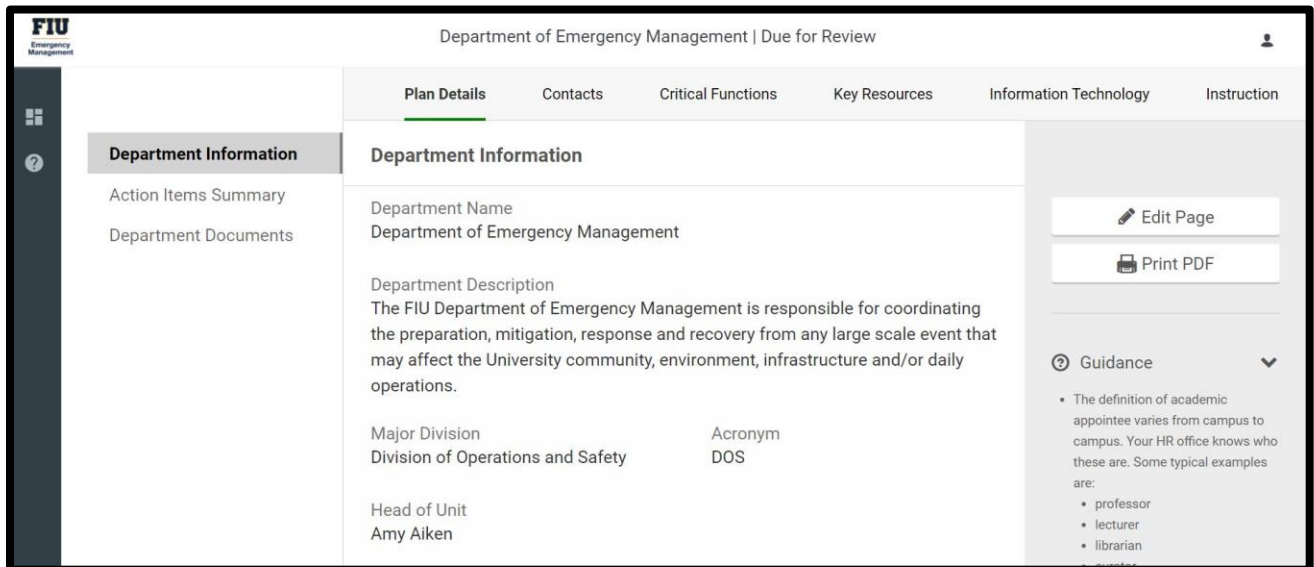 FIU
Emergency
Management
Department of Emergency Management | Due for Review
Plan Details
Contacts
Critical Functions
Key Resources
Information Technology
Instruction
Department Information
Action Items Summary
Department Documents
Department Information
Department Name
Department of Emergency Management
Department Description
The FIU Department of Emergency Management is responsible for coordinating
the preparation, mitigation, response and recovery from any large scale event that
may affect the University community, environment, infrastructure and/or daily
operations.
Major Division
Division of Operations and Safety
Acronym
DOS
Head of Unit
Amy Aiken
Edit Page
Print PDF
Guidance
• The definition of academic
appointee varies from campus to
campus. Your HR office knows who
these are. Some typical examples
are:
• professor
• lecturer
• librarian